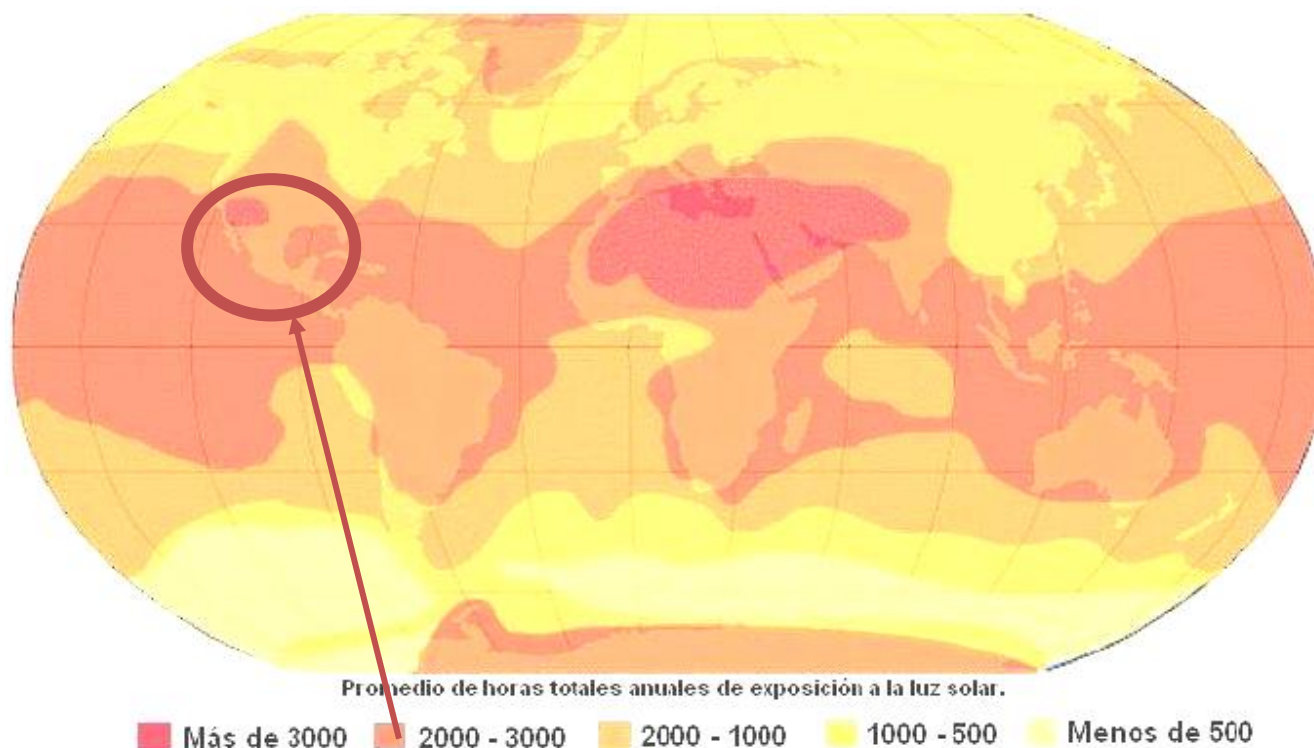 Promedio de horas totales anuales de exposición a la luz solar.
Más de 3000 2000 - 3000 2000 - 1000 1000 - 500 Menos de 500